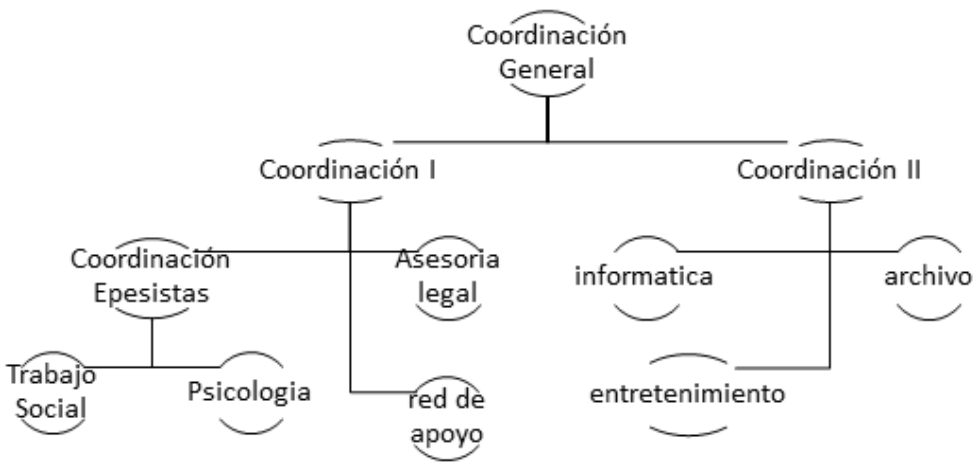 Coordinación
General
Coordinación I
Coordinación II
Coordinación
Epesistas
Asesoria
legal
informatica
archivo
Trabajo
Social
Psicologia
red de
apoyo
entretenimiento